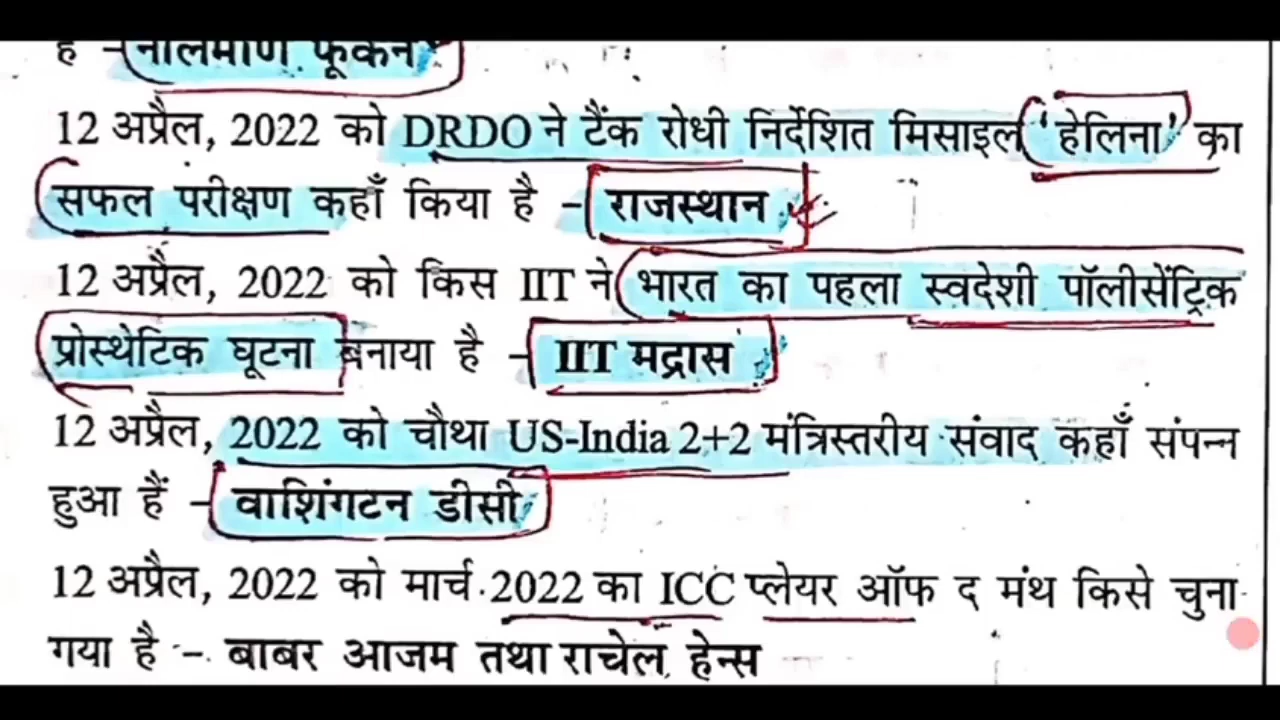 है – नीलमणि फूकन
12 अप्रैल, 2022 को DRDO ने टैंक रोधी निर्देशित मिसाइल 'हेलिना' का
सफल परीक्षण कहाँ किया है – राजस्थान
12 अप्रैल, 2022 को किस IIT ने भारत का पहला स्वदेशी पॉलीसेंट्रिक
प्रोस्थेटिक घूटना बनाया है – IIT मद्रास
12 अप्रैल, 2022 को चौथा US-India 2+2 मंत्रिस्तरीय संवाद कहाँ संपन्न
हुआ हैं – वाशिंगटन डीसी
12 अप्रैल, 2022 को मार्च 2022 का ICC प्लेयर ऑफ द मंथ किसे चुना
गया है – बाबर आजम तथा राचेल हेन्स